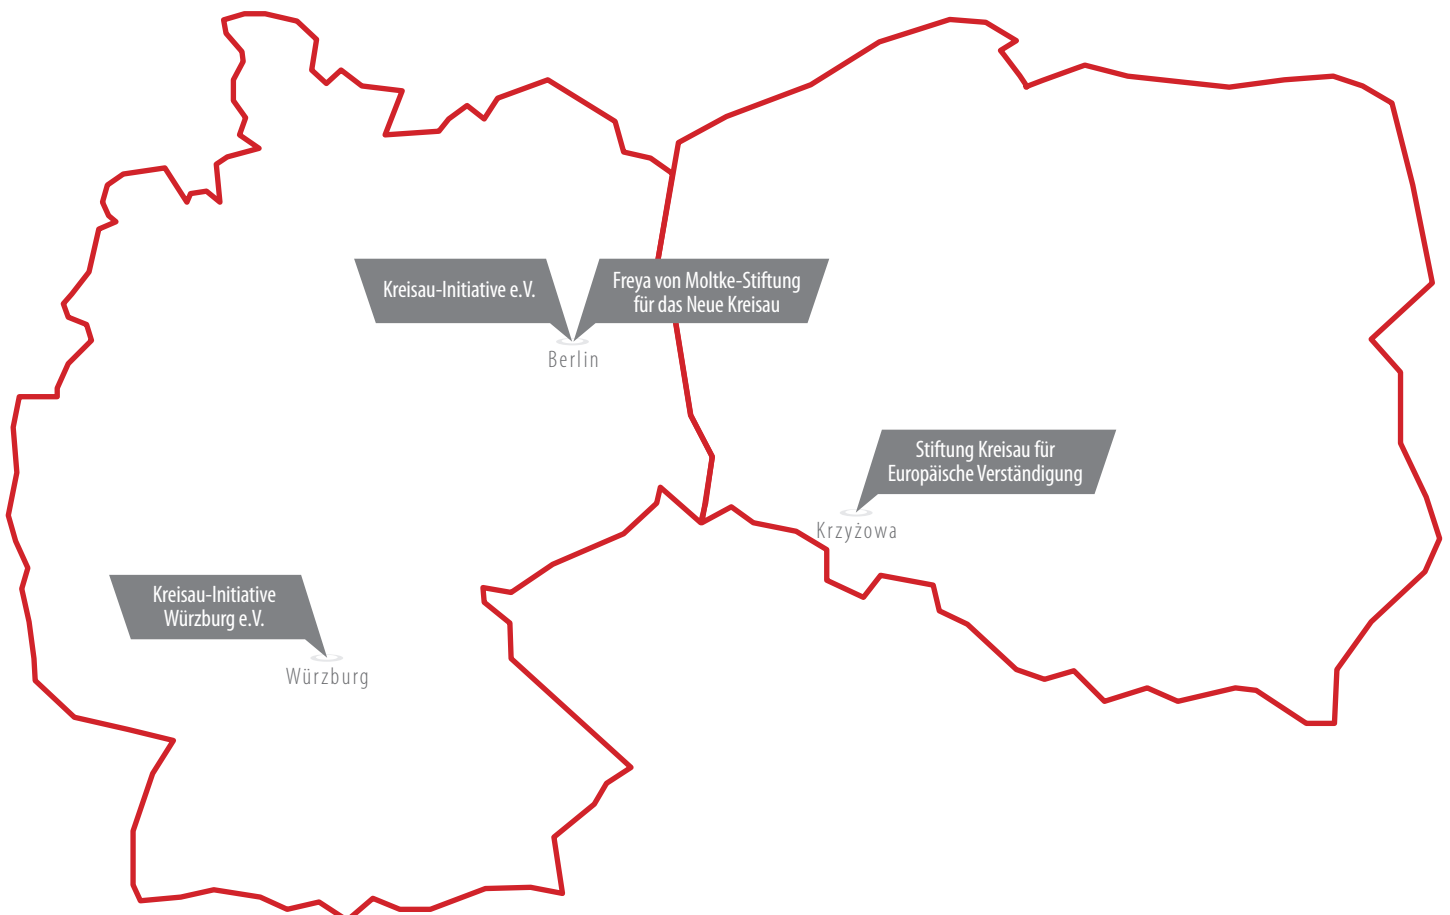 Kreisau-Initiative e.V.
Freya von Moltke-Stiftung
für das Neue Kreisau
Berlin
Stiftung Kreisau für
Europäische Verständigung
Krzyżowa
Kreisau-Initiative
Würzburg e.V.
Würzburg